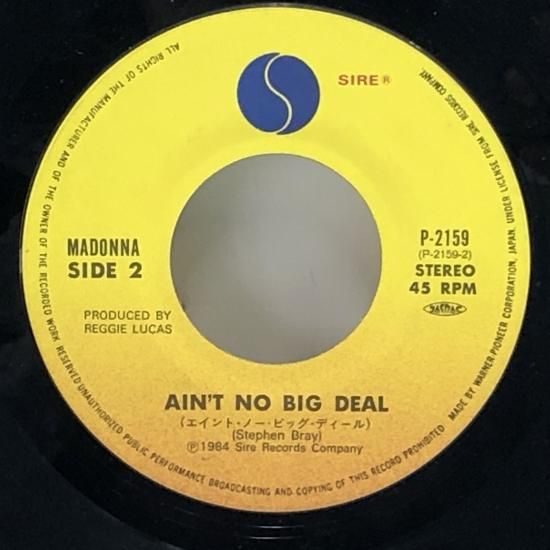 SIRE®
MADONNA
SIDE 2
PRODUCED BY
REGGIE LUCAS
P-2159
(P-2159-2)
STEREO
45 RPM
JASRAC
AIN'T NO BIG DEAL
(エイント・ノー・ビッグ・ディール)
(Stephen Bray)
Ⓟ1984 Sire Records Company
ALL RIGHTS OF THE MANUFACTURER AND OF THE OWNER OF THE RECORDED WORK RESERVED UNAUTHORIZED PUBLIC PERFORMANCE BROADCASTING AND COPYING OF THIS RECORD PROHIBITED
MADE BY WARNER-PIONEER CORPORATION, JAPAN, UNDER LICENSE FROM SIRE RECORDS COMPANY.